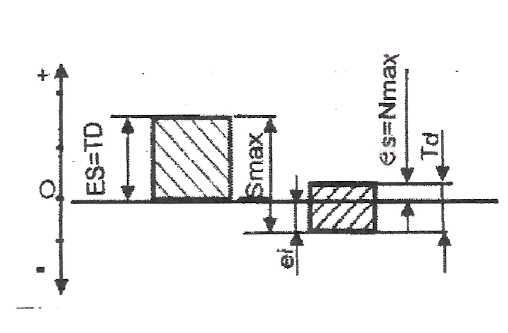 +
ES=TD
Smax
es=Nmax
Td
O
ei
-